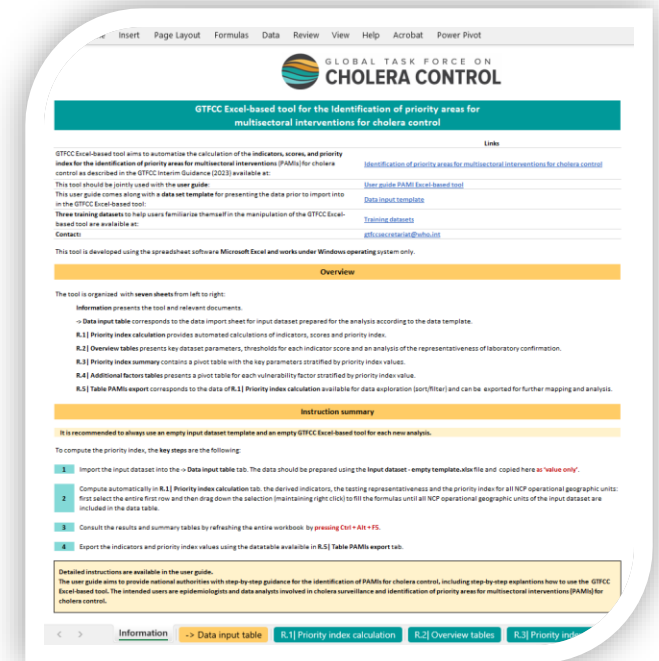 Insert Page Layout Formulas Data Review View Help Acrobat Power Pivot
GLOBAL TASK FORCE ON
CHOLERA CONTROL
GTFCC Excel-based tool for the Identification of priority areas for
multisectoral interventions for cholera control
Links
GTFCC Excel-based tool aims to automatize the calculation of the indicators, scores, and priority
index for the identification of priority areas for multisectoral interventions (PAMIs) for cholera
control as described in the GTFCC Interim Guidance (2023) available at:
Identification of priority areas for multisectoral interventions for cholera control
This tool should be jointly used with the user guide:
User guide PAMI Excel-based tool
This user guide comes along with a data set template for presenting the data prior to import into
in the GTFCC Excel-based tool:
Data input template
Three training datasets to help users familiarize themself in the manipulation of the GTFCC Excel-
based tool are avaialble at:
Training datasets
Contact:
gtfccsecretariat@who.int
This tool is developed using the spreadsheet software Microsoft Excel and works under Windows operating system only.
Overview
The tool is organized with seven sheets from left to right:
Information presents the tool and relevant documents.
-> Data input table corresponds to the data import sheet for input dataset prepared for the analysis according to the data template.
R.1| Priority index calculation provides automated calculations of indicators, scores and priority index.
R.2| Overview tables presents key dataset parameters, thresholds for each indicator score and an analysis of the representativeness of laboratory confirmation.
R.3| Priority index summary contains a pivot table with the key parameters stratified by priority index values.
R.4| Additional factors tables presents a pivot table for each vulnerability factor stratified by priority index value.
R.5| Table PAMIs export corresponds to the data of R.1| Priority index calculation available for data exploration (sort/filter) and can be exported for further mapping and analysis.
Instruction summary
It is recommended to always use an empty input dataset template and an empty GTFCC Excel-based tool for each new analysis.
To compute the priority index, the key steps are the following:
1 Import the input dataset into the -> Data input table tab. The data should be prepared using the Input dataset - empty template.xlsx file and copied here as 'value only'.
Compute automatically in R.1| Priority index calculation tab. the derived indicators, the testing representativeness and the priority index for all NCP operational geographic units:
2 first select the entire first row and then drag down the selection (maintaining right click) to fill the formulas until all NCP operational geographic units of the input dataset are
included in the data table.
3 Consult the results and summary tables by refreshing the entire workbook by pressing Ctrl + Alt + F5.
4 Export the indicators and priority index values using the datatable avaleible in R.5| Table PAMIs export tab.
Detailed instructions are available in the user guide.
The user guide aims to provide national authorities with step-by-step guidance for the identification of PAMIs for cholera control, including step-by-step explentions how to use the GTFCC
Excel-based tool. The intended users are epidemiologists and data analysts involved in cholera surveillance and identification of priority areas for multisectoral interventions (PAMIs) for
cholera control.
Information -> Data input table R.1| Priority index calculation R.2| Overview tables R.3| Priority